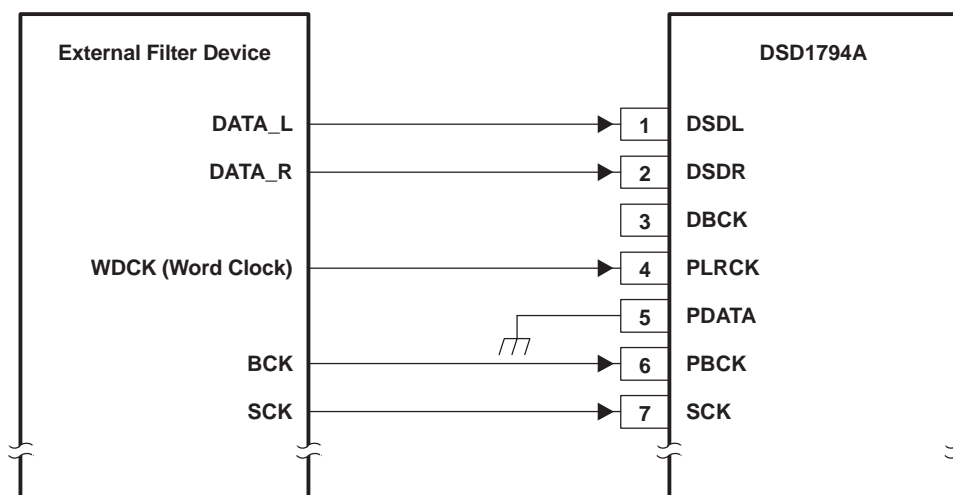 External Filter Device DSD1794A
DATA_L 1 DSDL
DATA_R 2 DSDR
3 DBCK
WDCK (Word Clock) 4 PLRCK
5 PDATA
BCK 6 PBCK
SCK 7 SCK